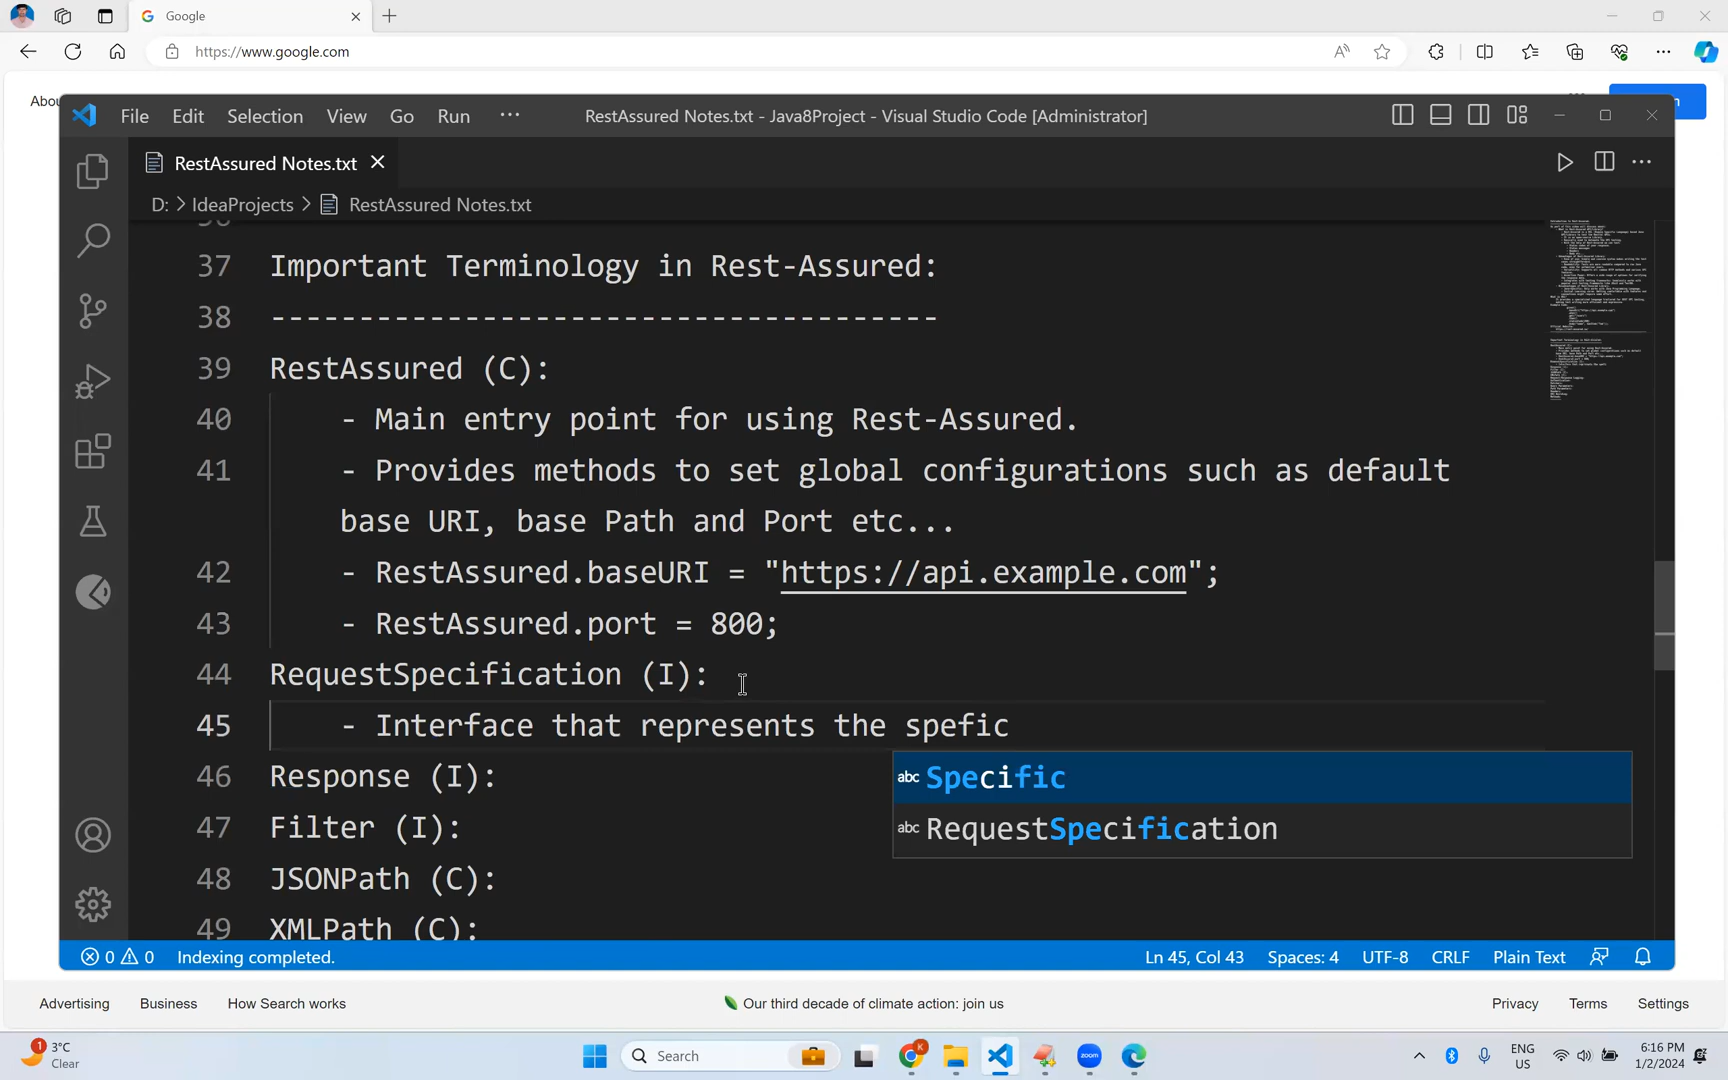 Google
https://www.google.com
Abou
File Edit Selection View Go Run ··· RestAssured Notes.txt - Java8Project - Visual Studio Code [Administrator]
RestAssured Notes.txt
D: > IdeaProjects > RestAssured Notes.txt
37 Important Terminology in Rest-Assured:
38 --------------------------------------
39 RestAssured (C):
40 - Main entry point for using Rest-Assured.
41 - Provides methods to set global configurations such as default
base URI, base Path and Port etc...
42 - RestAssured.baseURI = "https://api.example.com";
43 - RestAssured.port = 800;
44 RequestSpecification (I):
45 - Interface that represents the spefic
abc Specific
46 Response (I):
abc RequestSpecification
47 Filter (I):
48 JSONPath (C):
49 XMLPath (C):
0 0 Indexing completed. Ln 45, Col 43 Spaces: 4 UTF-8 CRLF Plain Text
Advertising Business How Search works Our third decade of climate action: join us Privacy Terms Settings
1 3°C
Clear
Search
K
zoom
ENG
US
6:16 PM
1/2/2024